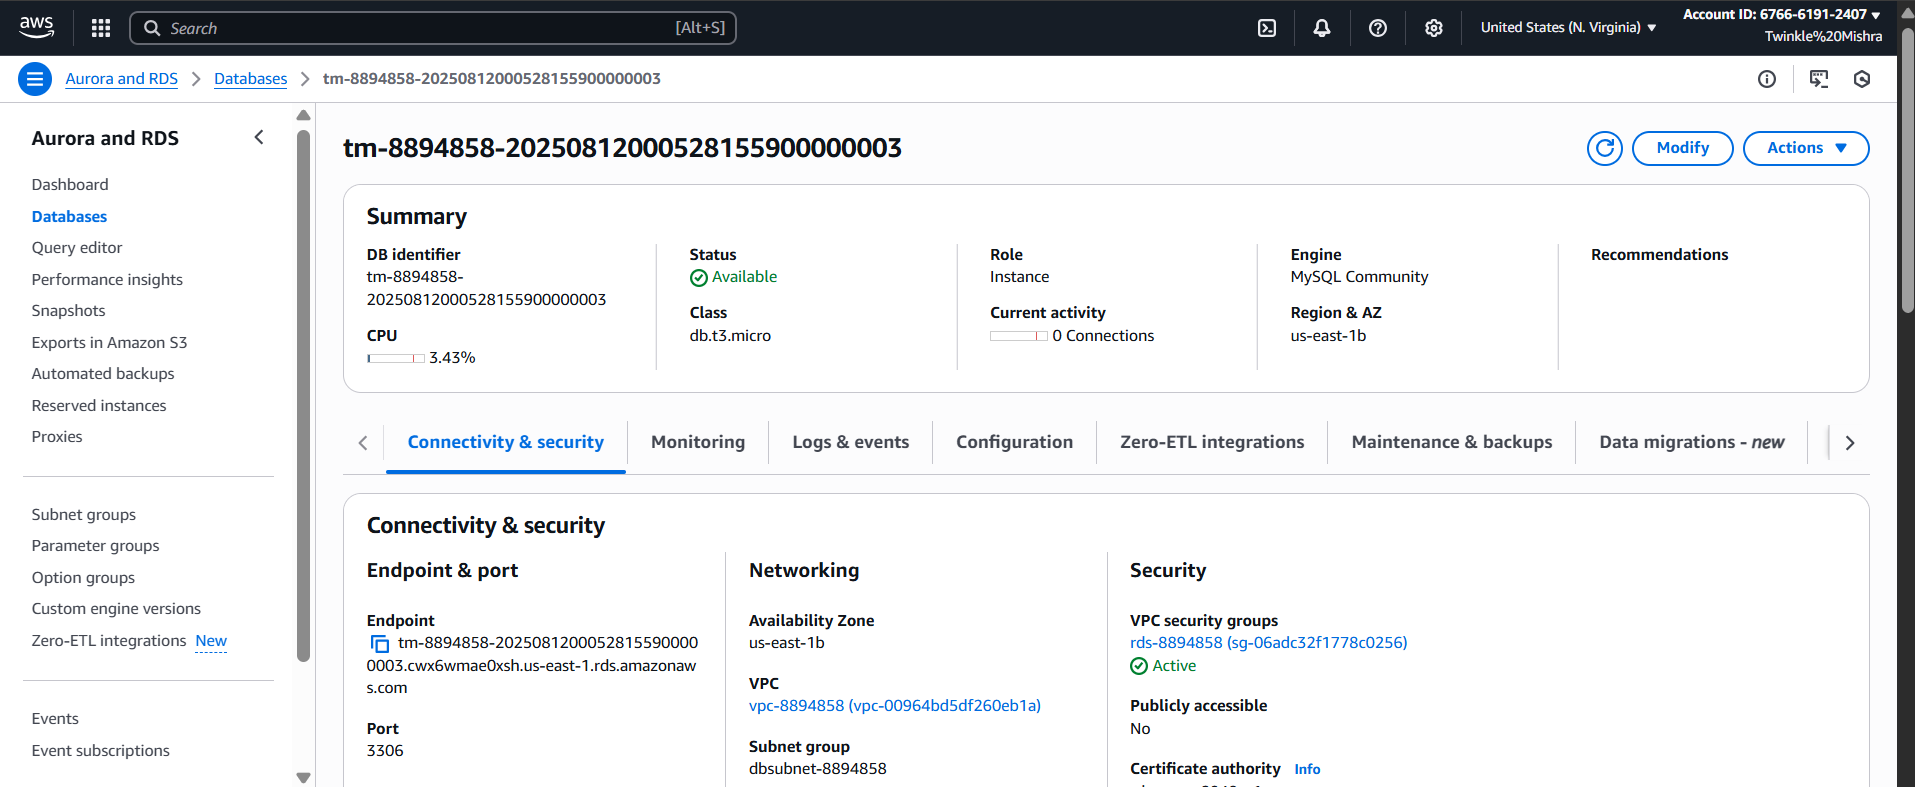 aws
Search [Alt+S]
United States (N. Virginia)
Account ID: 6766-6191-2407
Twinkle%20Mishra
Aurora and RDS
Databases
tm-8894858-20250812000528155900000003
Aurora and RDS
Dashboard
Databases
Query editor
Performance insights
Snapshots
Exports in Amazon S3
Automated backups
Reserved instances
Proxies
Subnet groups
Parameter groups
Option groups
Custom engine versions
Zero-ETL integrations New
Events
Event subscriptions
tm-8894858-20250812000528155900000003
Modify
Actions
Summary
DB identifier
tm-8894858-
20250812000528155900000003
CPU
3.43%
Status
Available
Class
db.t3.micro
Role
Instance
Current activity
0 Connections
Engine
MySQL Community
Region & AZ
us-east-1b
Recommendations
Connectivity & security
Monitoring
Logs & events
Configuration
Zero-ETL integrations
Maintenance & backups
Data migrations - new
Connectivity & security
Endpoint & port
Endpoint
tm-8894858-2025081200052815590000
0003.cwx6wmae0xsh.us-east-1.rds.amazonaw
s.com
Port
3306
Networking
Availability Zone
us-east-1b
VPC
vpc-8894858 (vpc-00964bd5df260eb1a)
Subnet group
dbsubnet-8894858
Security
VPC security groups
rds-8894858 (sg-06adc32f1778c0256)
Active
Publicly accessible
No
Certificate authority Info